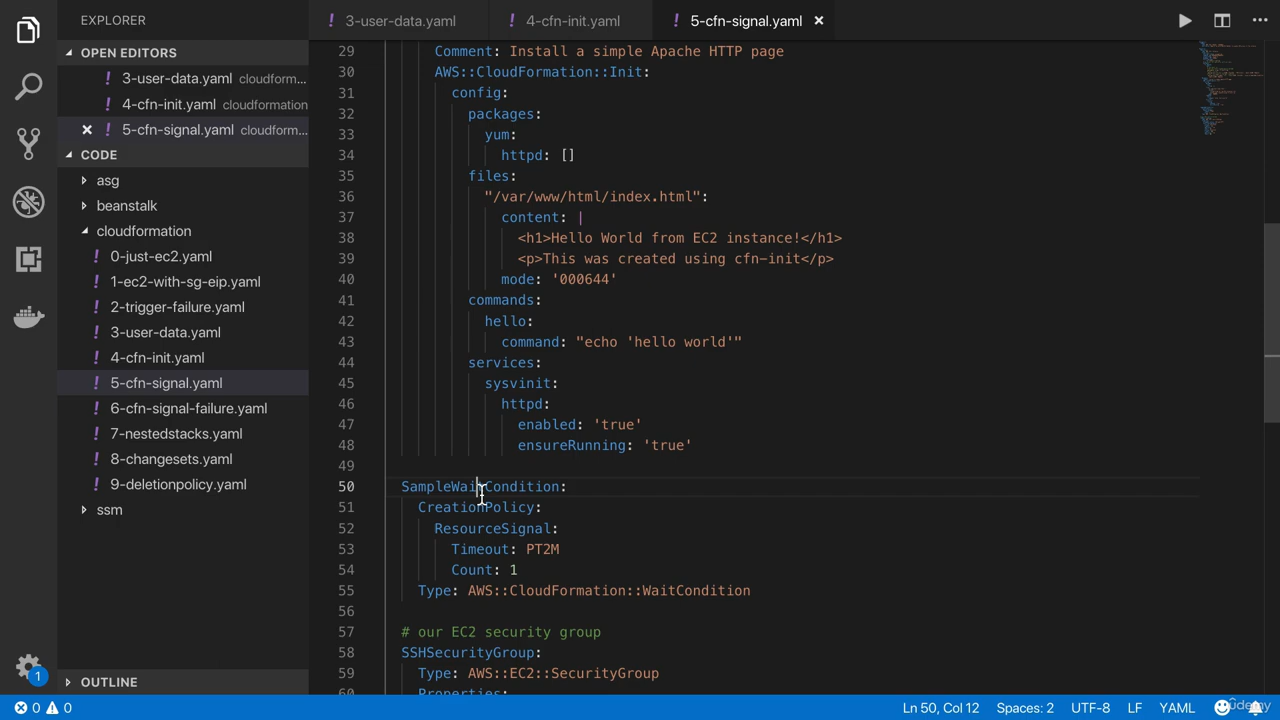 EXPLORER
OPEN EDITORS
3-user-data.yaml cloudform...
4-cfn-init.yaml cloudformation
5-cfn-signal.yaml cloudform...
CODE
asg
beanstalk
cloudformation
! 0-just-ec2.yaml
! 1-ec2-with-sg-eip.yaml
! 2-trigger-failure.yaml
! 3-user-data.yaml
! 4-cfn-init.yaml
! 5-cfn-signal.yaml
! 6-cfn-signal-failure.yaml
! 7-nestedstacks.yaml
! 8-changesets.yaml
! 9-deletionpolicy.yaml
ssm
OUTLINE
1
! 3-user-data.yaml ! 4-cfn-init.yaml ! 5-cfn-signal.yaml
29 Comment: Install a simple Apache HTTP page
30 AWS::CloudFormation::Init:
31 config:
32 packages:
33 yum:
34 httpd: []
35 files:
36 "/var/www/html/index.html":
37 content: |
38 <h1>Hello World from EC2 instance!</h1>
39 <p>This was created using cfn-init</p>
40 mode: '000644'
41 commands:
42 hello:
43 command: "echo 'hello world'"
44 services:
45 sysvinit:
46 httpd:
47 enabled: 'true'
48 ensureRunning: 'true'
49
50 SampleWaitCondition:
51 CreationPolicy:
52 ResourceSignal:
53 Timeout: PT2M
54 Count: 1
55 Type: AWS::CloudFormation::WaitCondition
56
57 # our EC2 security group
58 SSHSecurityGroup:
59 Type: AWS::EC2::SecurityGroup
60 Properties:
0 0 Ln 50, Col 12 Spaces: 2 UTF-8 LF YAML